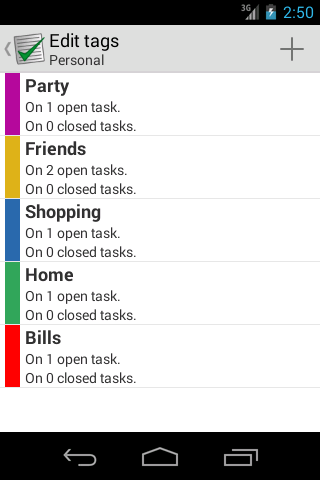 3G
2:50
Edit tags
Personal
Party
On 1 open task.
On 0 closed tasks.
Friends
On 2 open tasks.
On 0 closed tasks.
Shopping
On 1 open task.
On 0 closed tasks.
Home
On 1 open task.
On 0 closed tasks.
Bills
On 1 open task.
On 0 closed tasks.